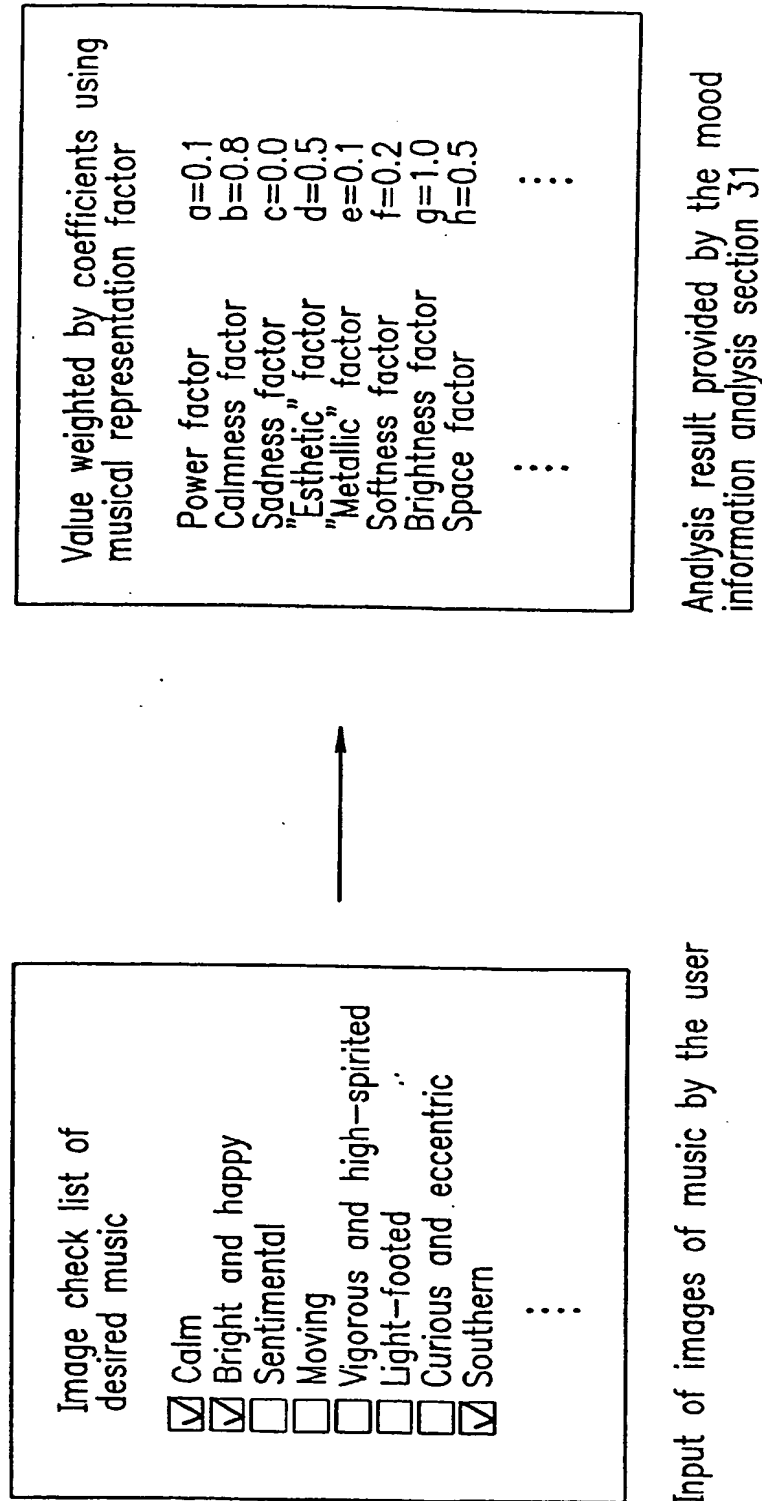 Image check list of
desired music
Calm
Bright and happy
Sentimental
Moving
Vigorous and high-spirited
Light-footed
Curious and eccentric
Southern
Input of images of music by the user
Value weighted by coefficients using
musical representation factor
Power factor a=0.1
Calmness factor b=0.8
Sadness factor c=0.0
"Esthetic" factor d=0.5
"Metallic" factor e=0.1
Softness factor f=0.2
Brightness factor g=1.0
Space factor h=0.5
Analysis result provided by the mood
information analysis section 31